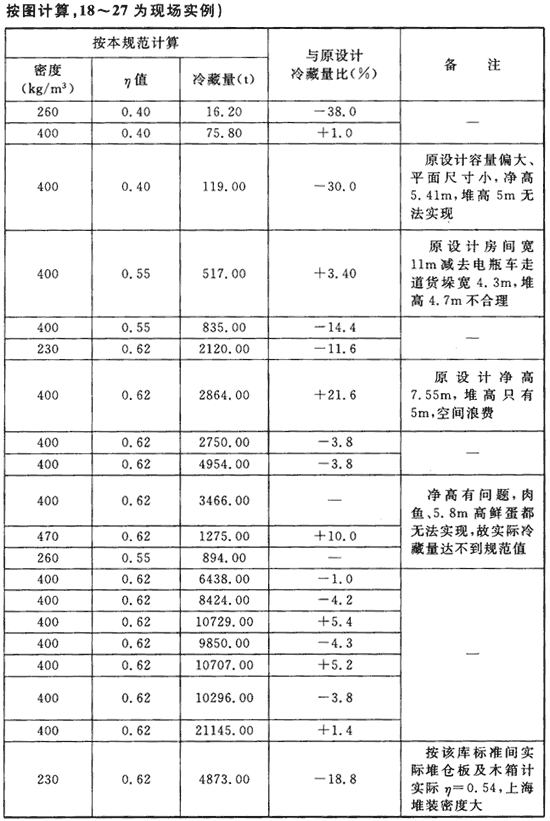 按图计算,18～27 为现场实例)
按本规范计算
与原设计
冷藏量比(%)
备 注
密度
(kg/m³)
η值
冷藏量(t)
260 0.40 16.20 －38.0
400 0.40 75.80 +1.0
—
400 0.40 119.00 －30.0
原设计容量偏大、
平面尺寸小,净高
5.41m,堆高 5m 无
法实现
400 0.55 517.00 +3.40
原设计房间宽
11m 减去电瓶车走
道货垛宽 4.3m,堆
高 4.7m 不合理
400 0.55 835.00 －14.4
230 0.62 2120.00 －11.6
—
400 0.62 2864.00 +21.6
原设计净高
7.55m,堆高只有
5m,空间浪费
400 0.62 2750.00 －3.8
400 0.62 4954.00 －3.8
—
400 0.62 3466.00 —
470 0.62 1275.00 +10.0
260 0.55 894.00 —
净高有问题,肉
鱼、5.8m 高鲜蛋都
无法实现,故实际冷
藏量达不到规范值
400 0.62 6438.00 －1.0
400 0.62 8424.00 －4.2
400 0.62 10729.00 +5.4
400 0.62 9850.00 －4.3
400 0.62 10707.00 +5.2
400 0.62 10296.00 －3.8
400 0.62 21145.00 +1.4
—
230 0.62 4873.00 －18.8
按该库标准间实
际堆仓板及木箱计
实际 η=0.54,上海
堆装密度大